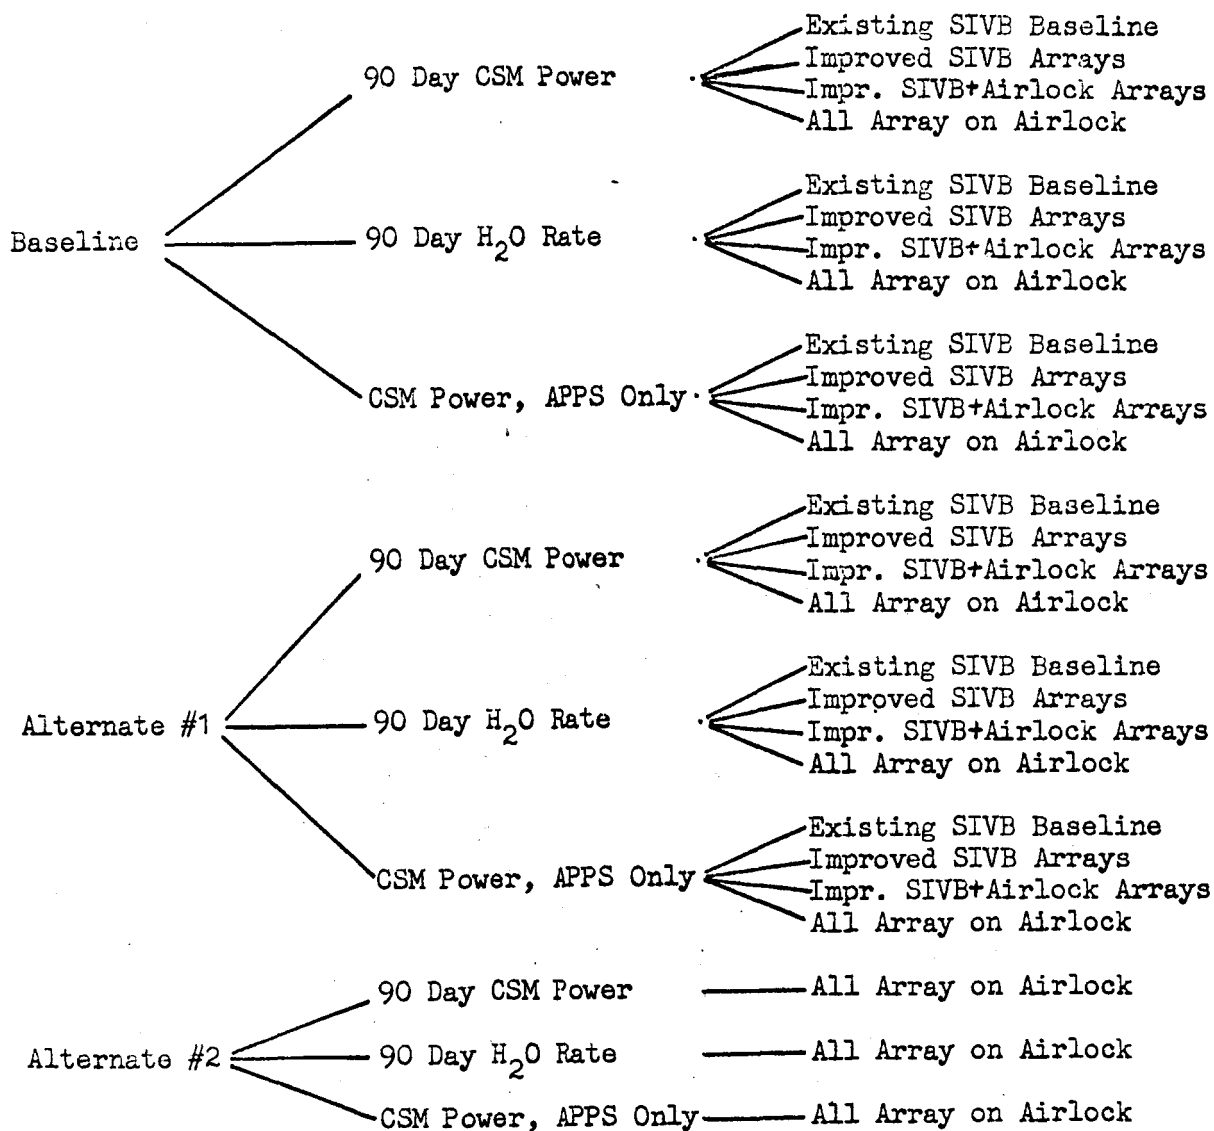 Existing SIVB Baseline
90 Day CSM Power
Improved SIVB Arrays
Impr. SIVB+Airlock Arrays
All Array on Airlock
Existing SIVB Baseline
Improved SIVB Arrays
Baseline
90 Day H2O Rate
Impr. SIVB+Airlock Arrays
All Array on Airlock
Existing SIVB Baseline
Improved SIVB Arrays
CSM Power, APPS Only
Impr. SIVB+Airlock Arrays
All Array on Airlock
Existing SIVB Baseline
Improved SIVB Arrays
90 Day CSM Power
Impr. SIVB+Airlock Arrays
All Array on Airlock
Existing SIVB Baseline
Improved SIVB Arrays
Alternate #1
90 Day H2O Rate
Impr. SIVB+Airlock Arrays
All Array on Airlock
Existing SIVB Baseline
Improved SIVB Arrays
CSM Power, APPS Only
Impr. SIVB+Airlock Arrays
All Array on Airlock
90 Day CSM Power
All Array on Airlock
Alternate #2
90 Day H2O Rate
All Array on Airlock
CSM Power, APPS Only
All Array on Airlock